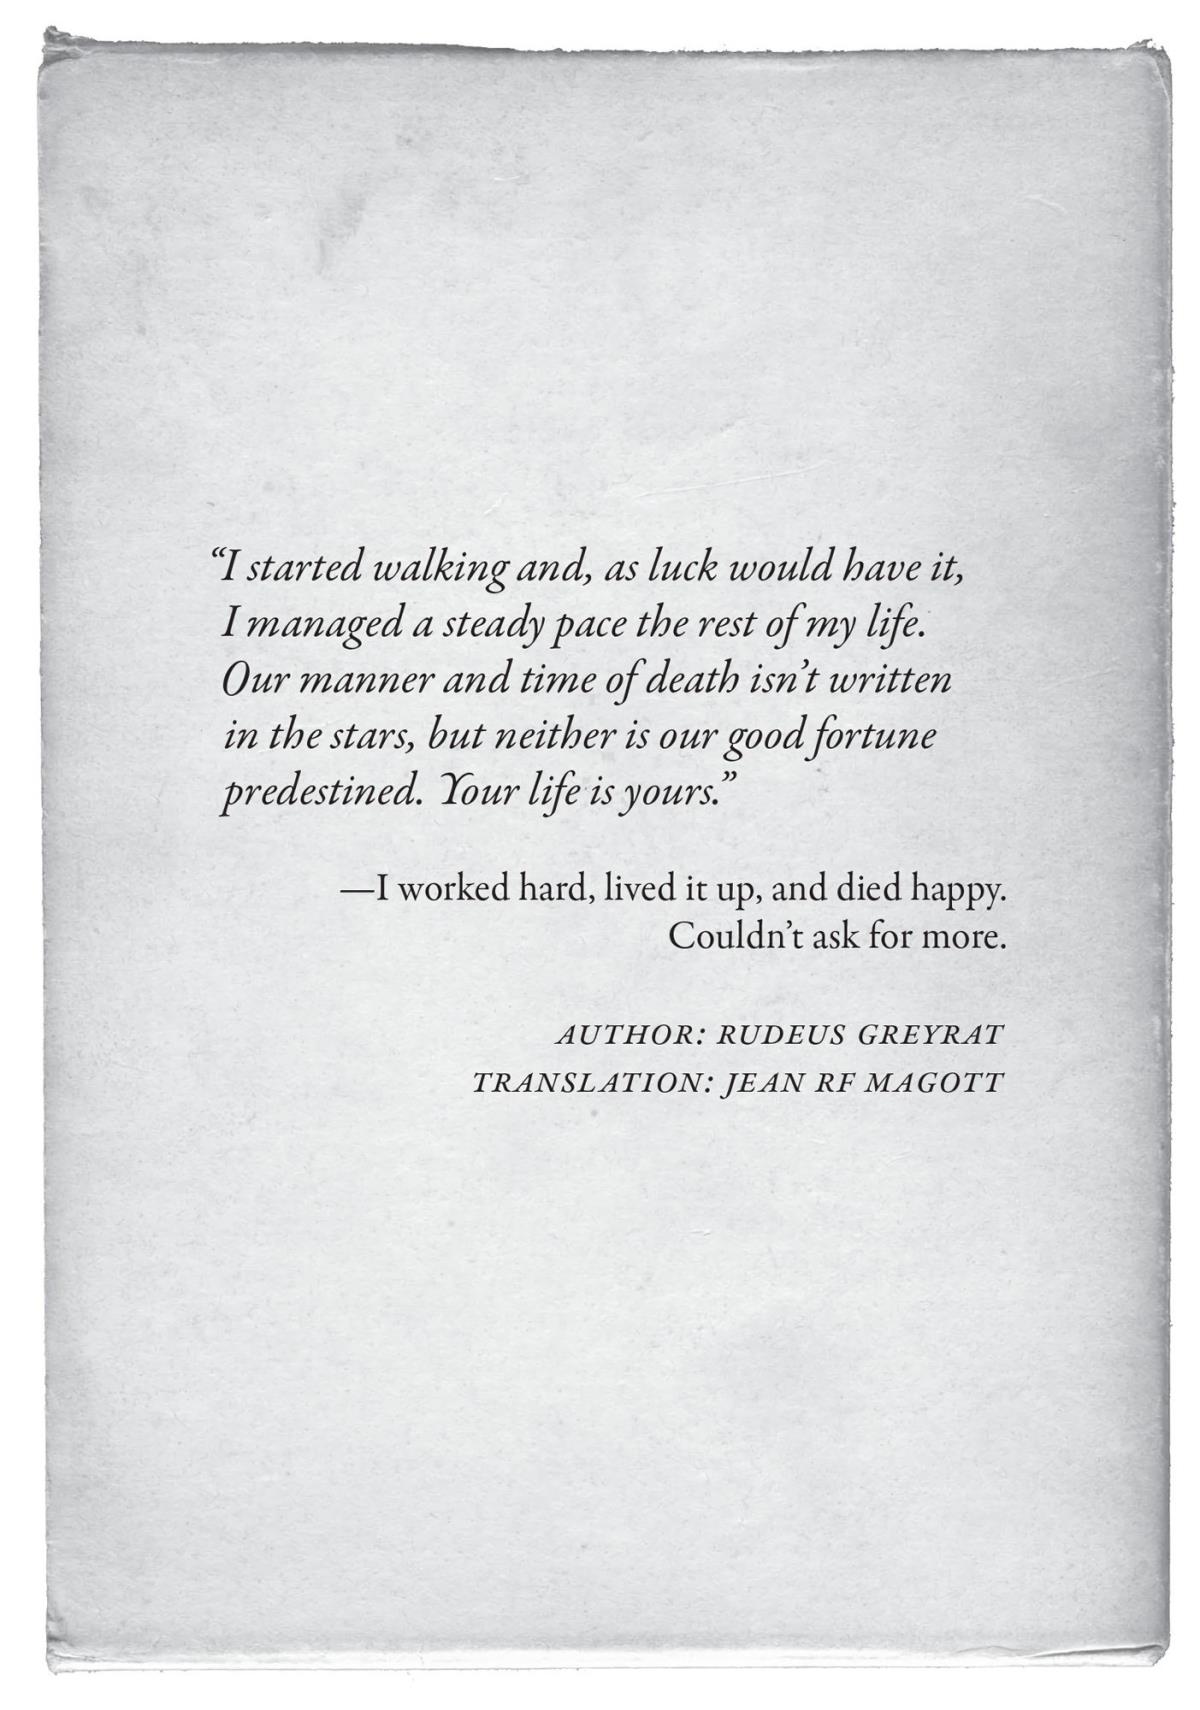 “I started walking and, as luck would have it,
I managed a steady pace the rest of my life.
Our manner and time of death isn’t written
in the stars, but neither is our good fortune
predestined. Your life is yours.”
—I worked hard, lived it up, and died happy.
Couldn’t ask for more.
AUTHOR: RUDEUS GREYRAT
TRANSLATION: JEAN RF MAGOTT